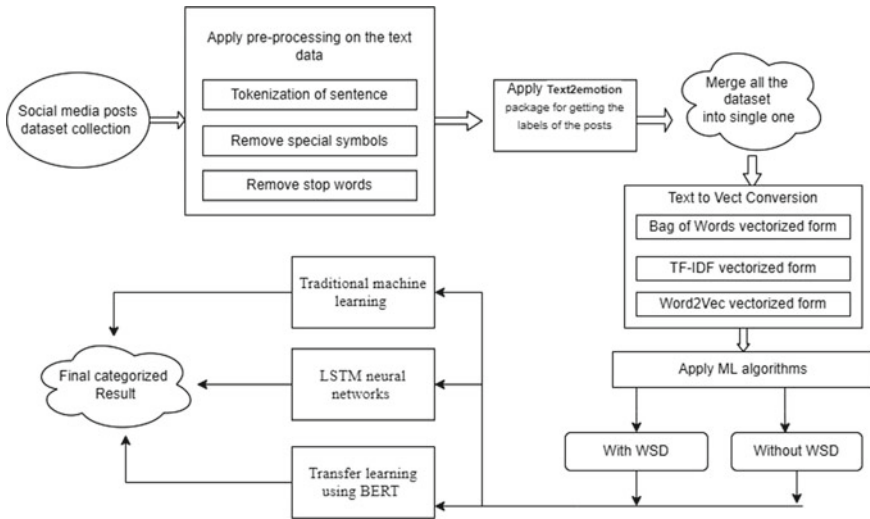 Social media posts
dataset collection
Apply pre-processing on the text
data
Tokenization of sentence
Remove special symbols
Remove stop words
Apply Text2emotion
package for getting the
labels of the posts
Merge all the
dataset
into single one
Text to Vect Conversion
Bag of Words vectorized form
TF-IDF vectorized form
Word2Vec vectorized form
Apply ML algorithms
With WSD
Without WSD
Traditional machine
learning
LSTM neural
networks
Transfer learning
using BERT
Final categorized
Result